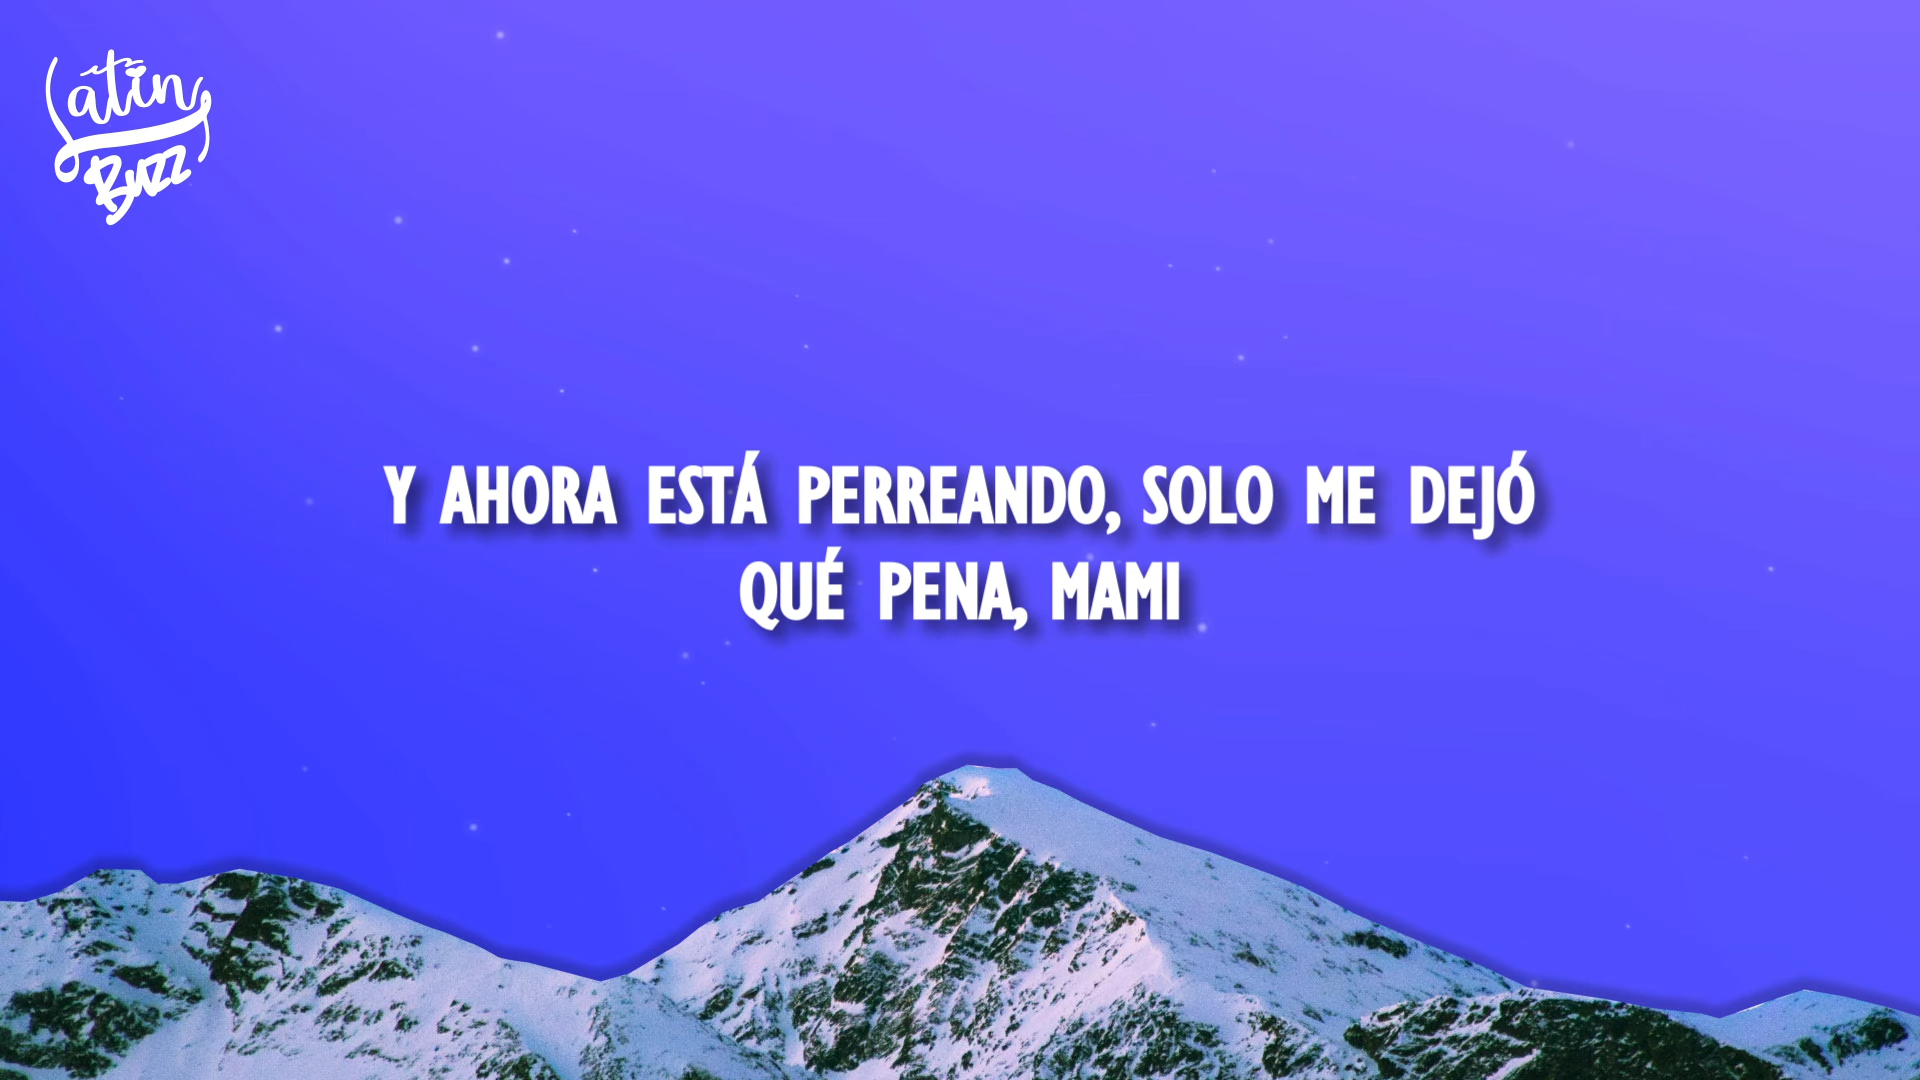 Latin
Buzz
Y AHORA ESTÁ PERREANDO, SOLO ME DEJÓ
QUÉ PENA, MAMI